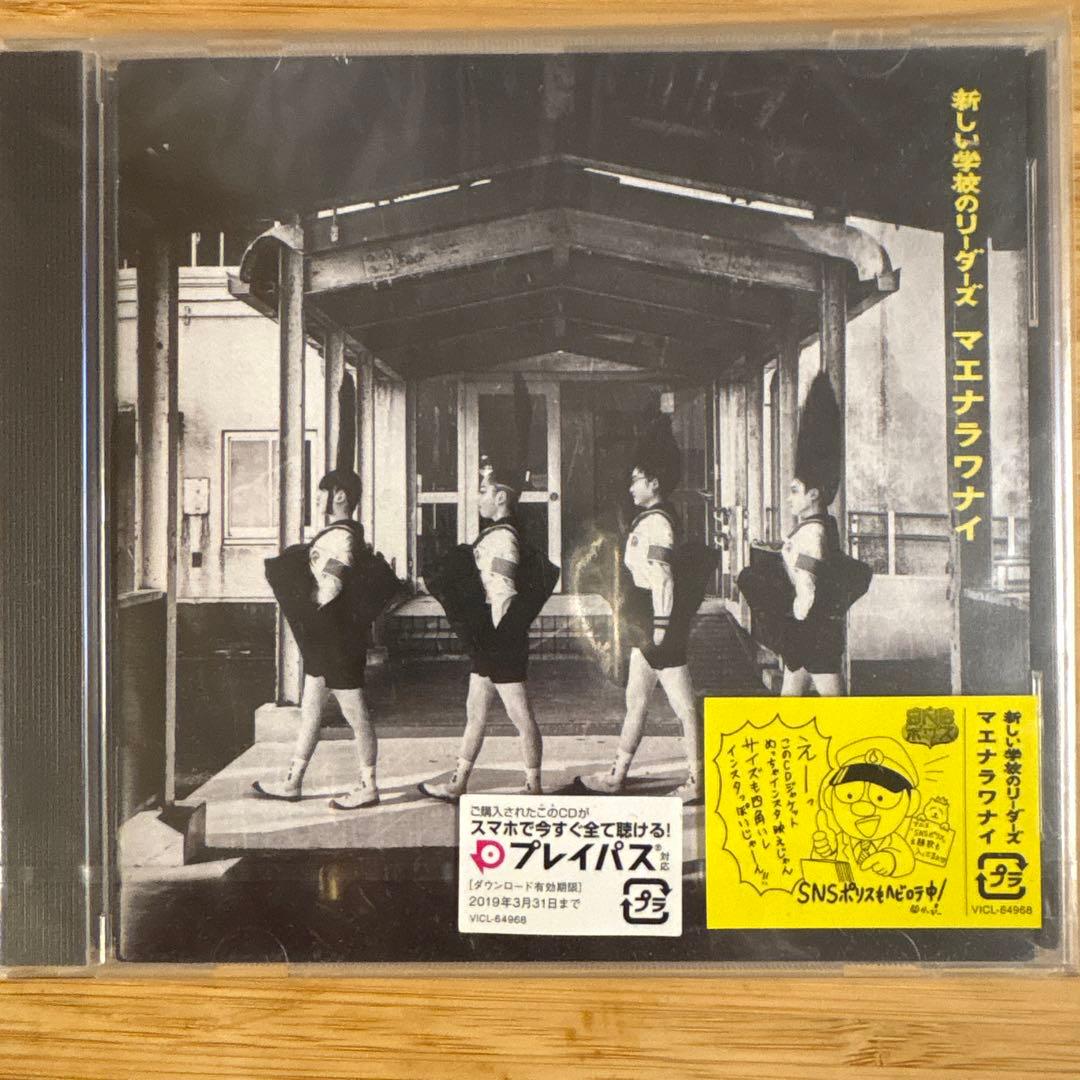 新しい学校のリーダーズ マエナラワナイ
ご購入されたこのCDが
スマホで今すぐ全て聴ける!
プレイパス® 対応
[ダウンロード有効期限]
2019年3月31日まで
VICL-64968
プラ
SNS
ポリス
えーっ
このCDジャケット
めっちゃインスタ映えじゃん
サイズも四角いし
インスタっぽいじゃーん!!
SNSポリスもヘビロテ中!
新しい学校のリーダーズ
マエナラワナイ
プラ
VICL-64968